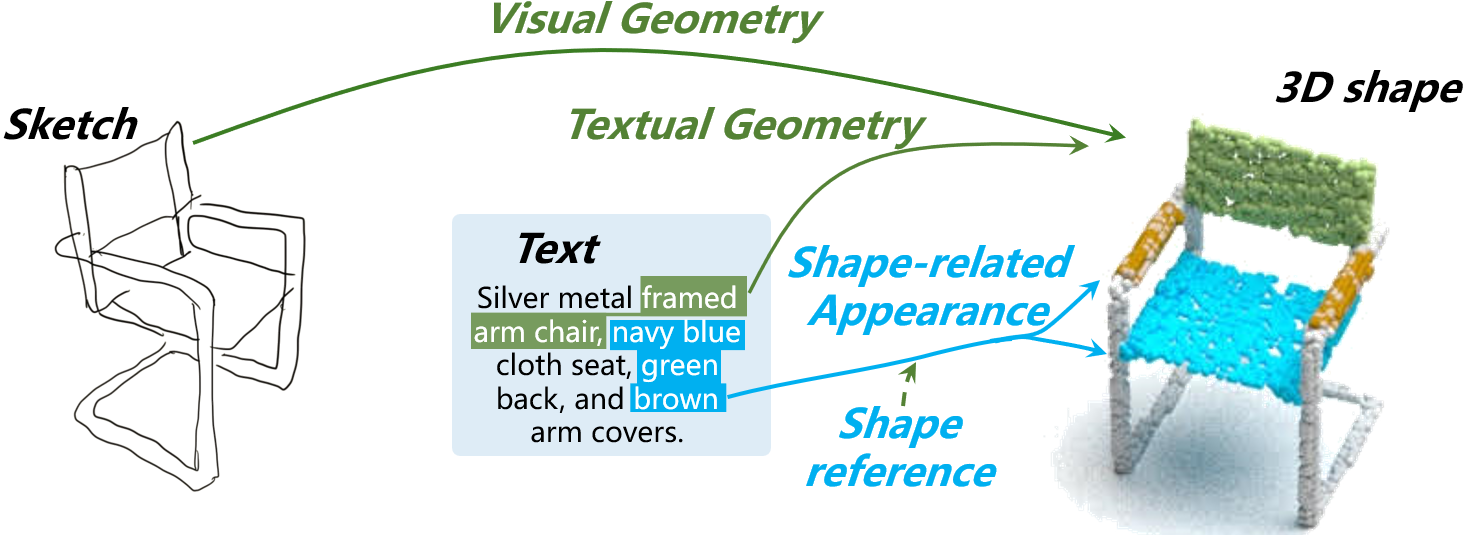 Visual Geometry
3D shape
Sketch
Textual Geometry
Text
Silver metal framed
arm chair, navy blue
cloth seat, green
back, and brown
arm covers.
Shape-related
Appearance
Shape
reference